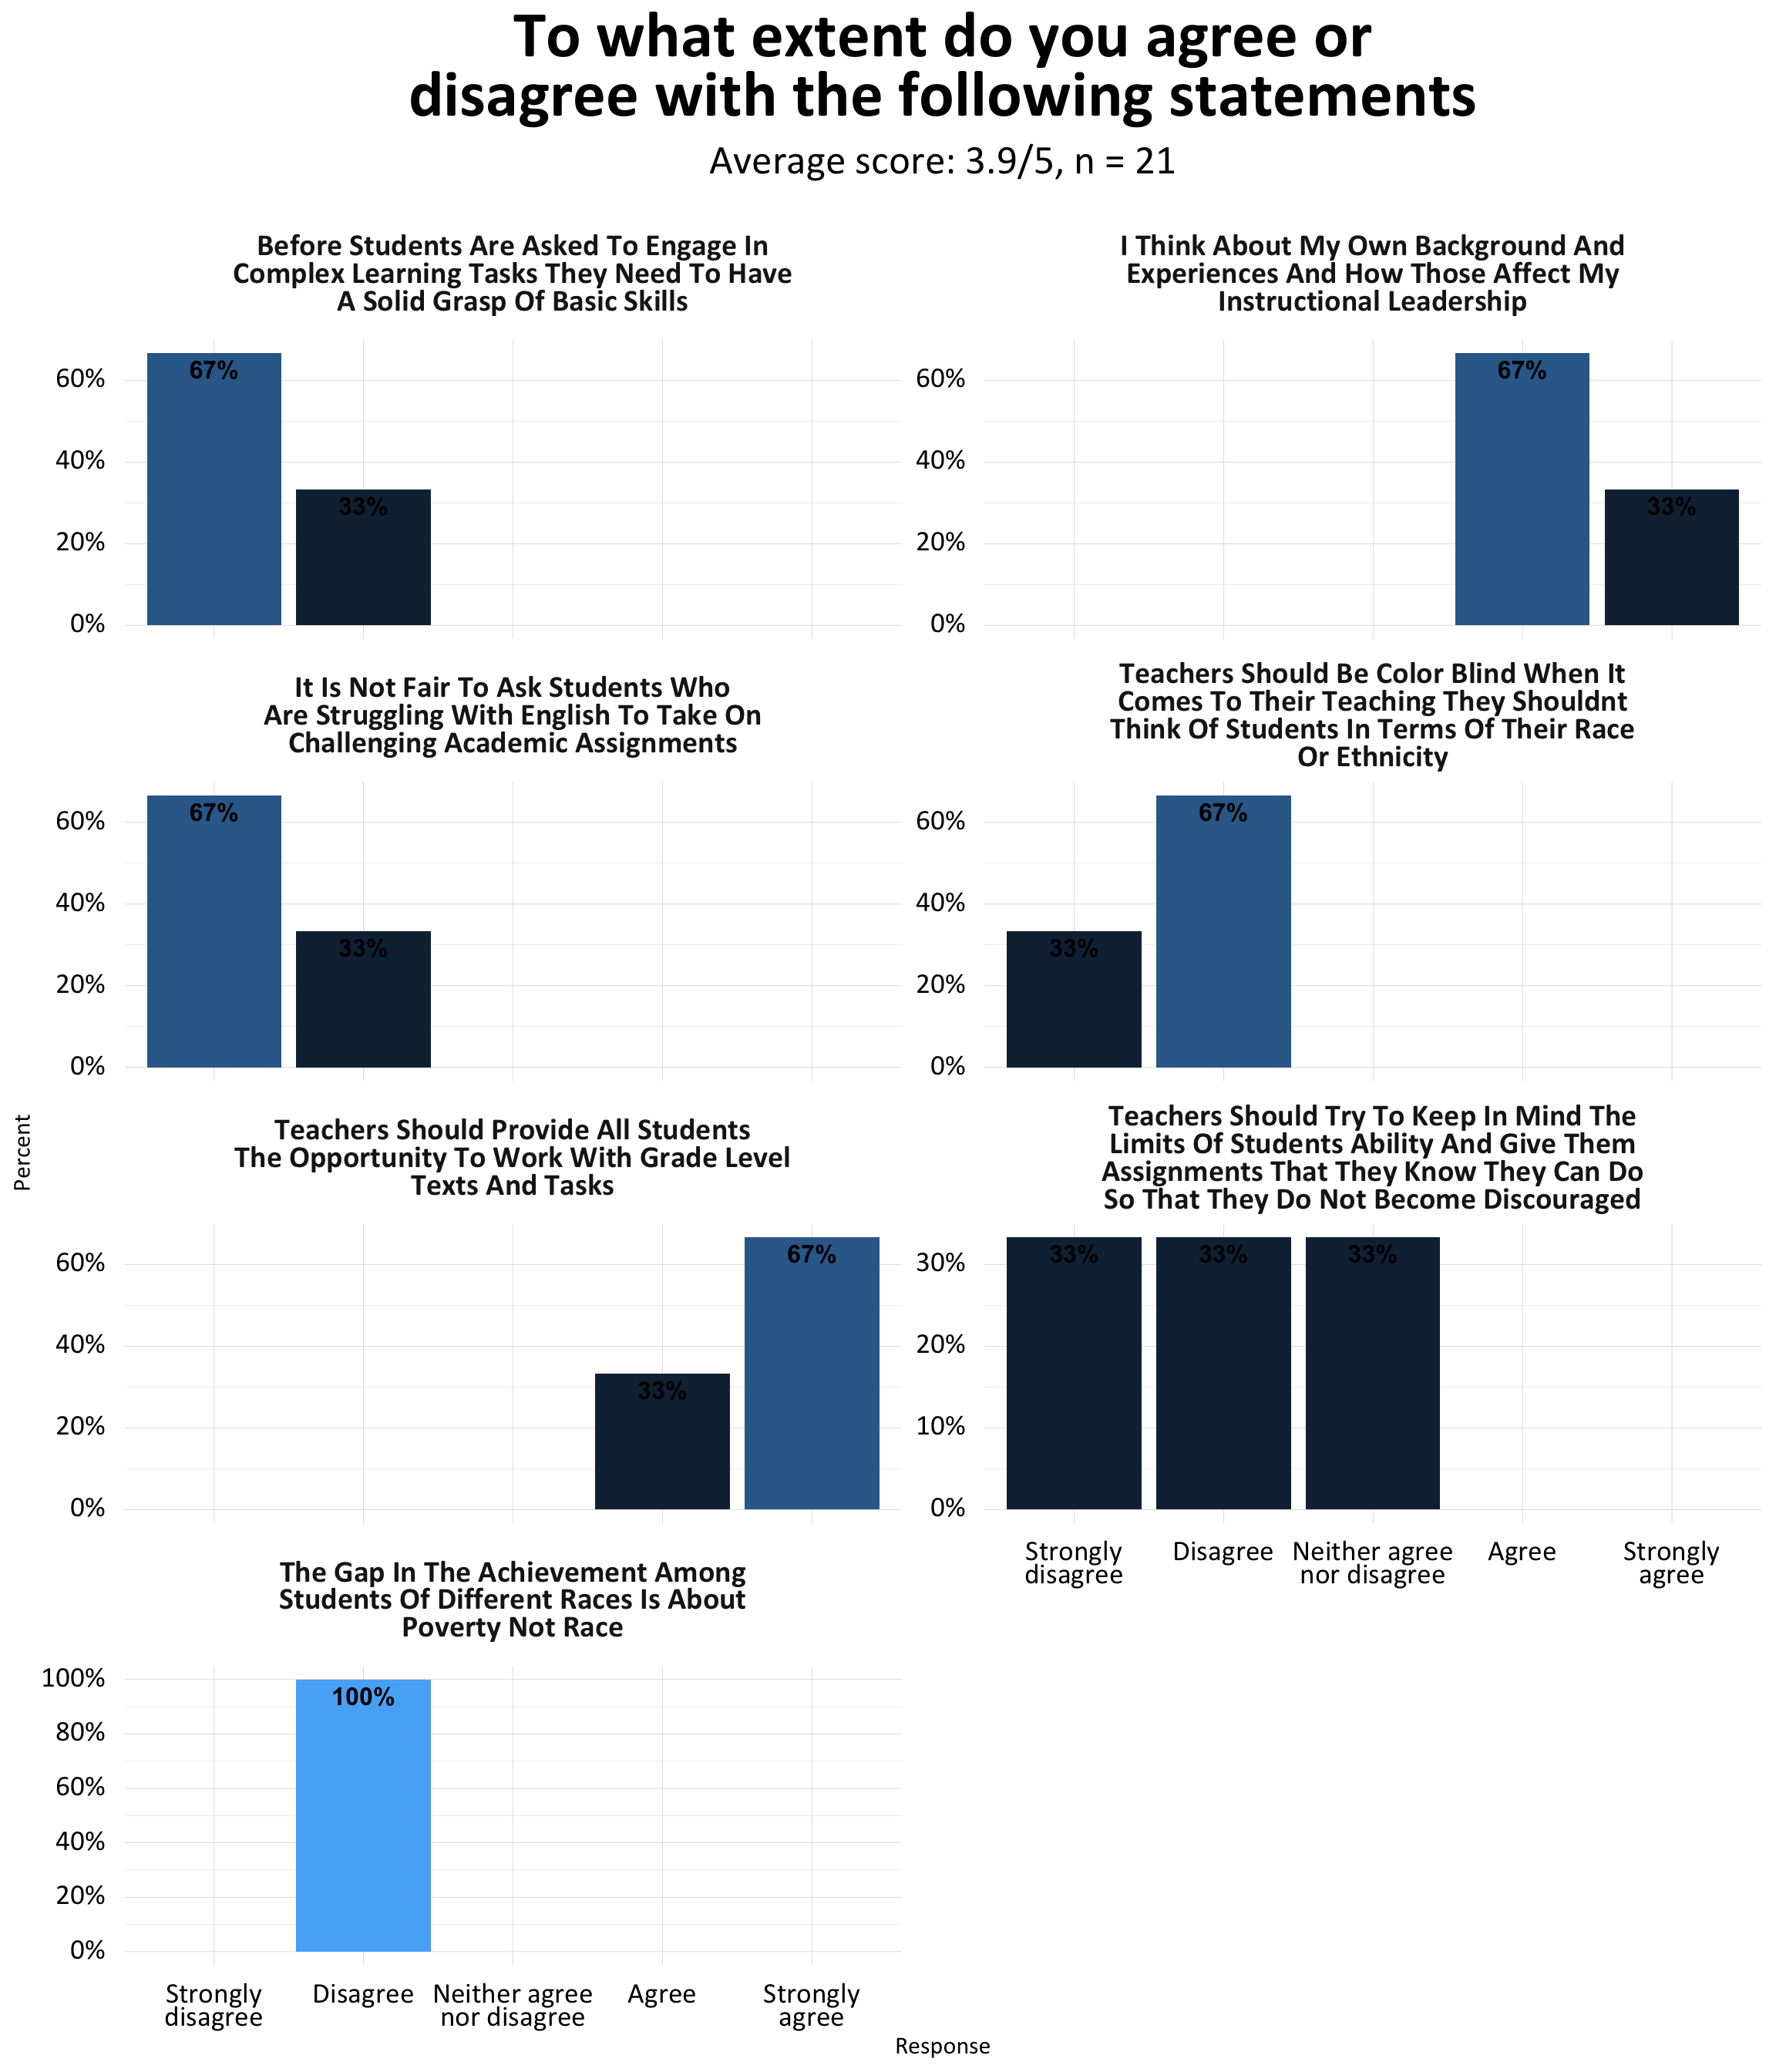 To what extent do you agree or
disagree with the following statements
Average score: 3.9/5, n = 21
Before Students Are Asked To Engage In
Complex Learning Tasks They Need To Have
A Solid Grasp Of Basic Skills
60%
40%
20%
0%
67%
33%
I Think About My Own Background And
Experiences And How Those Affect My
Instructional Leadership
60%
40%
20%
0%
67%
33%
It Is Not Fair To Ask Students Who
Are Struggling With English To Take On
Challenging Academic Assignments
60%
40%
20%
0%
67%
33%
Teachers Should Be Color Blind When It
Comes To Their Teaching They Shouldnt
Think Of Students In Terms Of Their Race
Or Ethnicity
60%
40%
20%
0%
33%
67%
Percent
Teachers Should Provide All Students
The Opportunity To Work With Grade Level
Texts And Tasks
60%
40%
20%
0%
33%
67%
Teachers Should Try To Keep In Mind The
Limits Of Students Ability And Give Them
Assignments That They Know They Can Do
So That They Do Not Become Discouraged
30%
20%
10%
0%
33%
33%
33%
Strongly
disagree
Disagree
Neither agree
nor disagree
Agree
Strongly
agree
The Gap In The Achievement Among
Students Of Different Races Is About
Poverty Not Race
100%
80%
60%
40%
20%
0%
100%
Strongly
disagree
Disagree
Neither agree
nor disagree
Agree
Strongly
agree
Response